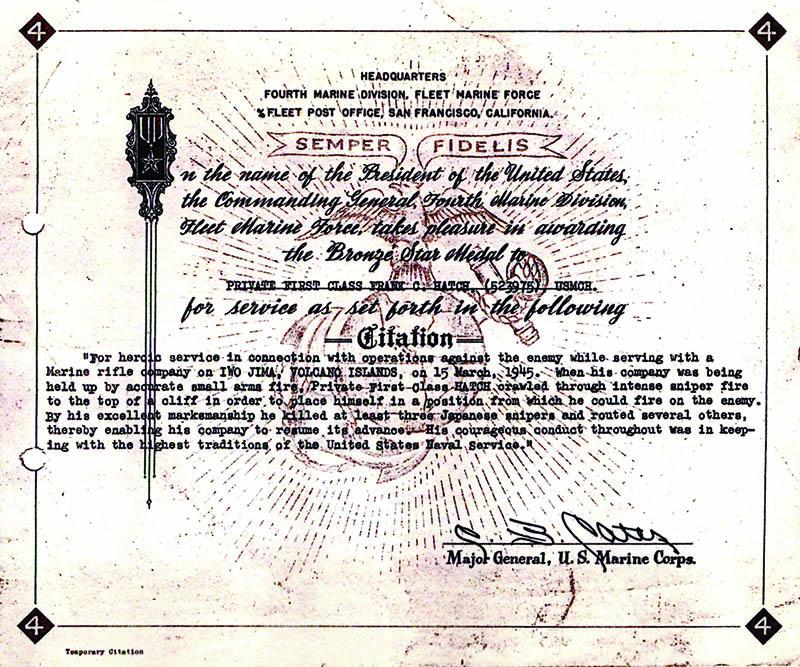 4
4
HEADQUARTERS
FOURTH MARINE DIVISION, FLEET MARINE FORCE
℅ FLEET POST OFFICE, SAN FRANCISCO, CALIFORNIA.
SEMPER FIDELIS
In the name of the President of the United States,
the Commanding General, Fourth Marine Division,
Fleet Marine Force, takes pleasure in awarding
the Bronze Star Medal to
PRIVATE FIRST CLASS FRANK C. HATCH, (523975), USMCR.
for service as set forth in the following
Citation
"For heroic service in connection with operations against the enemy while serving with a
Marine rifle company on IWO JIMA, VOLCANO ISLANDS, on 15 March, 1945. When his company was being
held up by accurate small arms fire, Private First Class HATCH crawled through intense sniper fire
to the top of a cliff in order to place himself in a position from which he could fire on the enemy.
By his excellent marksmanship he killed at least three Japanese snipers and routed several others,
thereby enabling his company to resume its advance. His courageous conduct throughout was in keep-
ing with the highest traditions of the United States Naval Service."
C. B. Cates
Major General, U. S. Marine Corps.
4
4
Temporary Citation